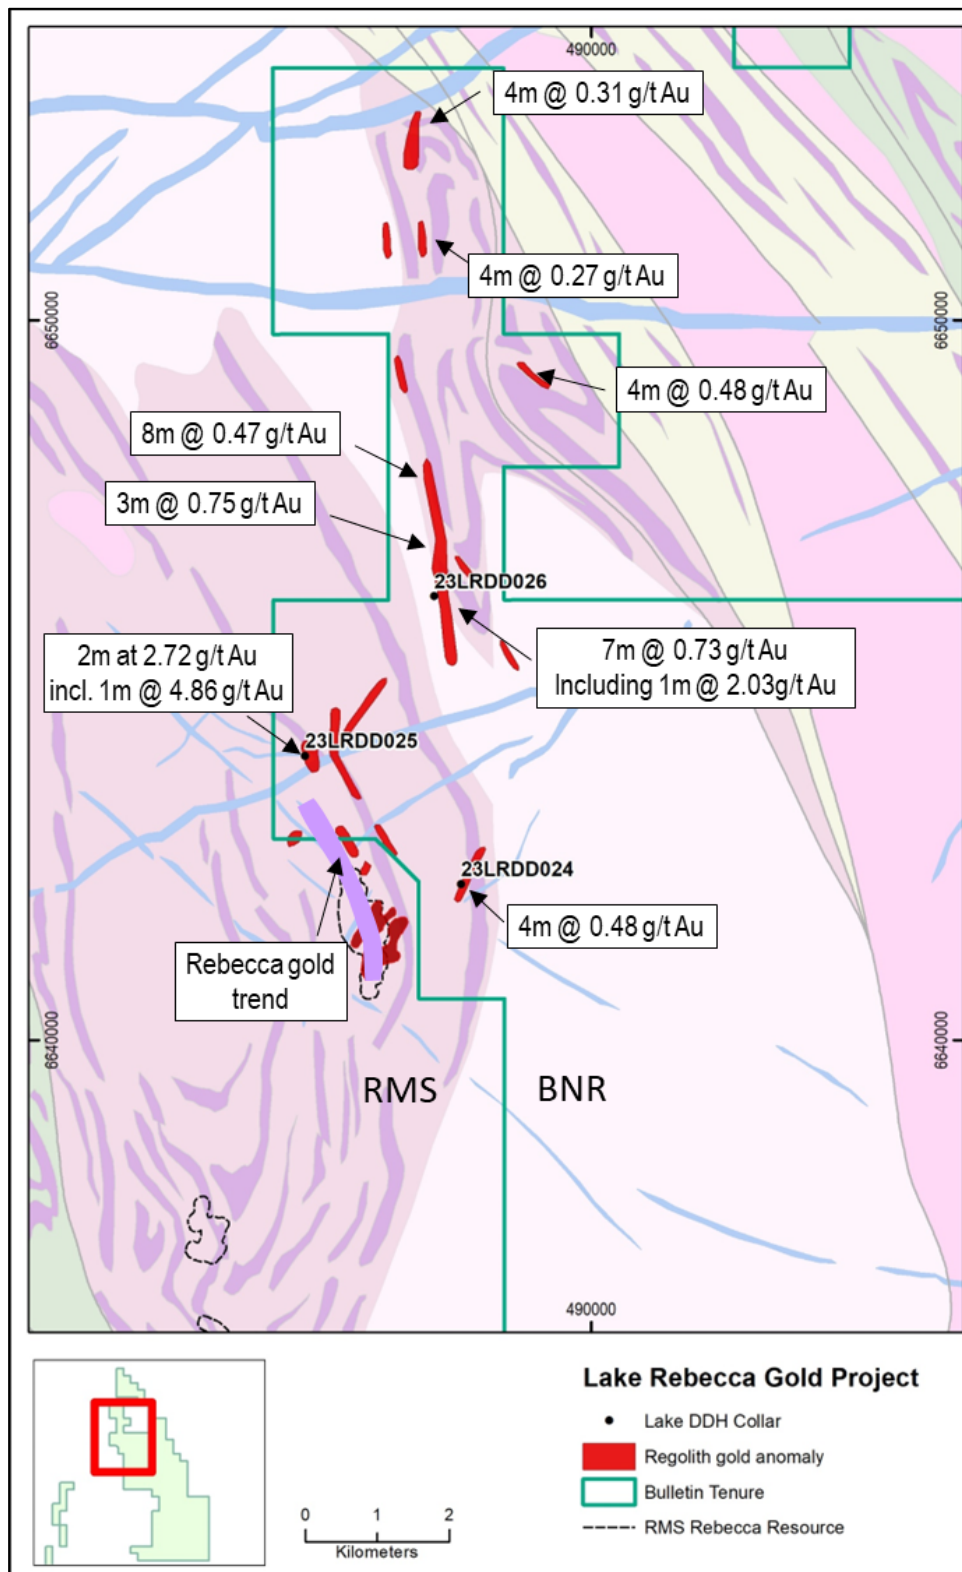 490000
4m @ 0.31 g/t Au
4m @ 0.27 g/t Au
6650000
6650000
4m @ 0.48 g/t Au
8m @ 0.47 g/t Au
3m @ 0.75 g/t Au
23LRDD026
2m at 2.72 g/t Au
incl. 1m @ 4.86 g/t Au
7m @ 0.73 g/t Au
Including 1m @ 2.03g/t Au
23LRDD025
23LRDD024
4m @ 0.48 g/t Au
Rebecca gold
trend
6640000
6640000
RMS
BNR
490000
Lake Rebecca Gold Project
Lake DDH Collar
Regolith gold anomaly
Bulletin Tenure
RMS Rebecca Resource
0 1 2
Kilometers